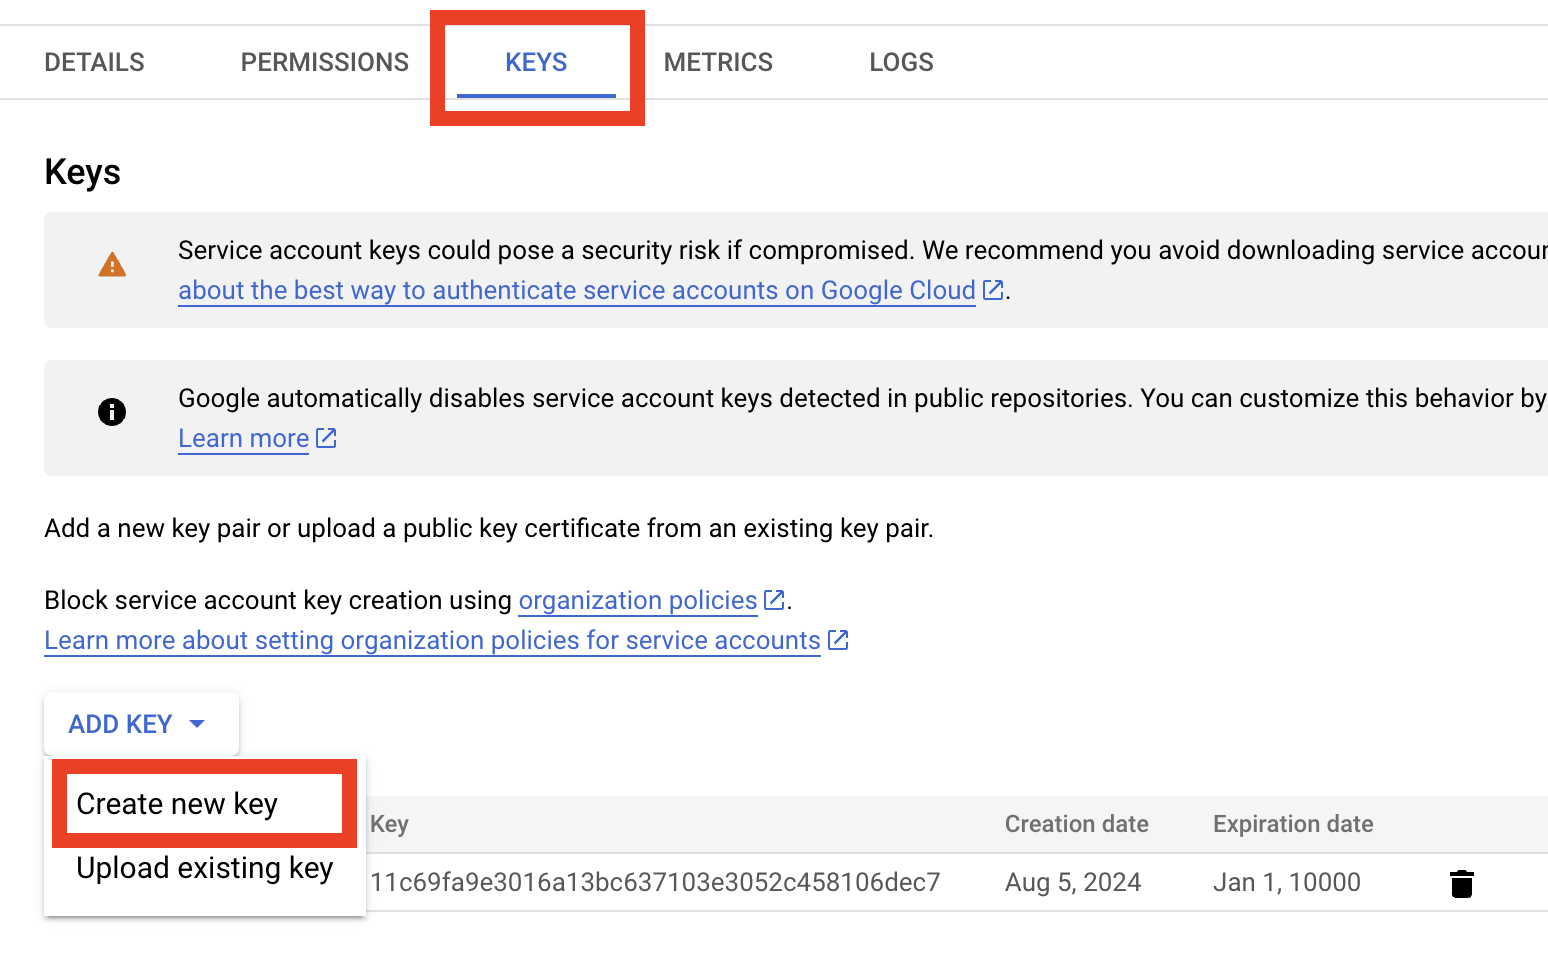 DETAILS PERMISSIONS KEYS METRICS LOGS
Keys
Service account keys could pose a security risk if compromised. We recommend you avoid downloading service accoun
about the best way to authenticate service accounts on Google Cloud.
Google automatically disables service account keys detected in public repositories. You can customize this behavior by
Learn more
Add a new key pair or upload a public key certificate from an existing key pair.
Block service account key creation using organization policies.
Learn more about setting organization policies for service accounts
ADD KEY
Create new key
Upload existing key
Key Creation date Expiration date
11c69fa9e3016a13bc637103e3052c458106dec7 Aug 5, 2024 Jan 1, 10000